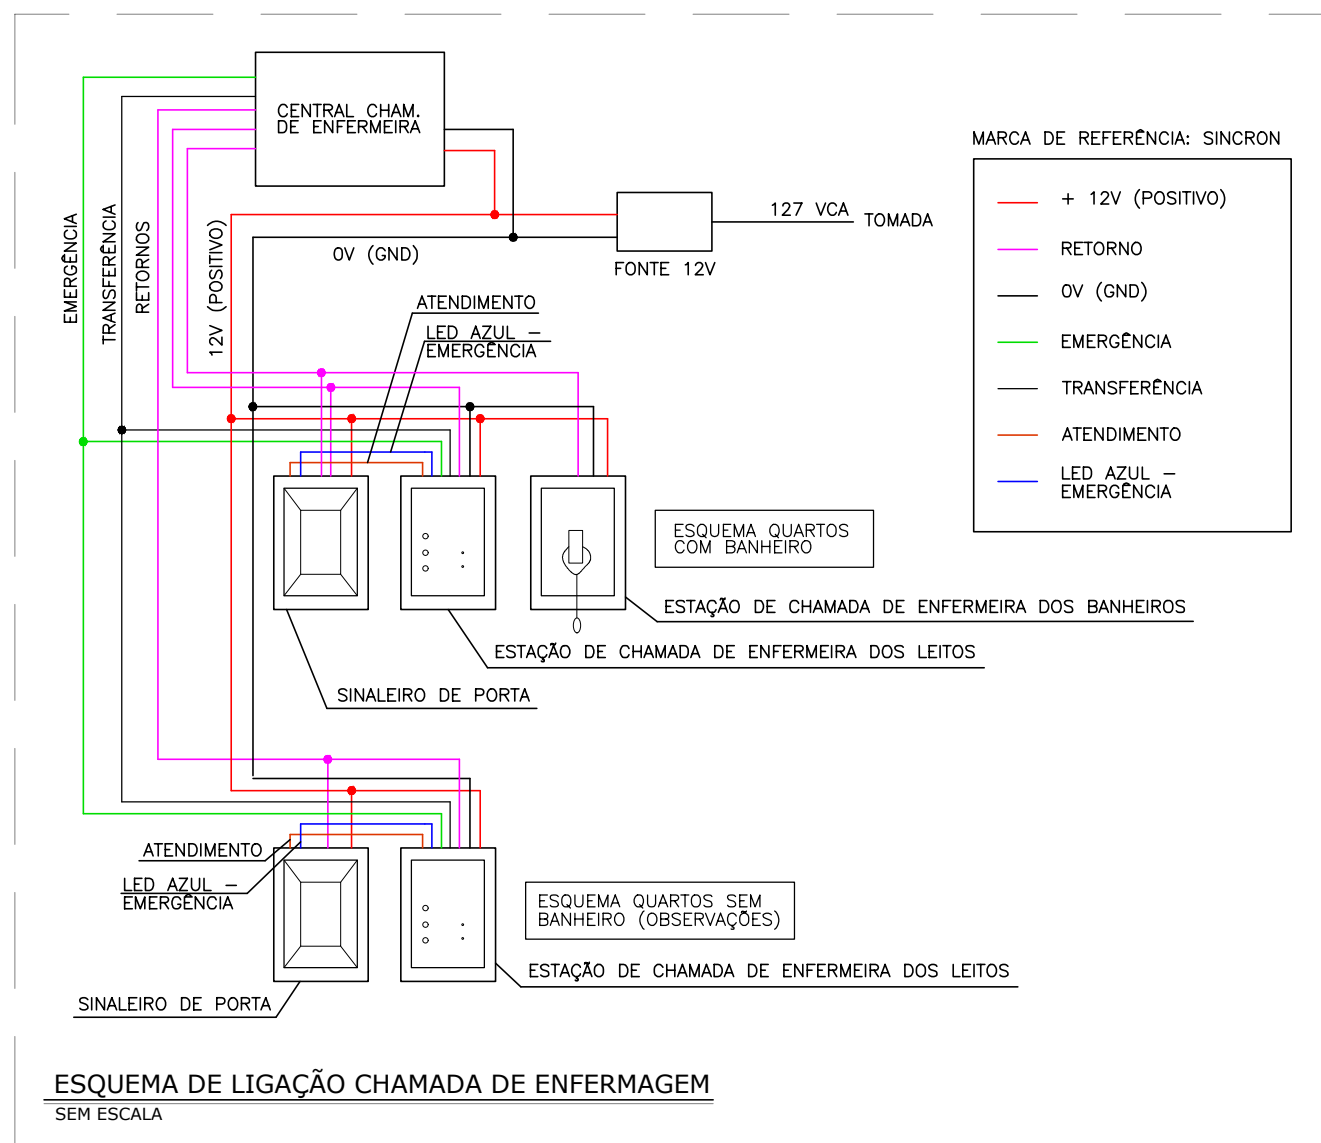 CENTRAL CHAM.
DE ENFERMEIRA
MARCA DE REFERÊNCIA: SINCRON
+ 12V (POSITIVO)
RETORNO
0V (GND)
EMERGÊNCIA
TRANSFERÊNCIA
ATENDIMENTO
LED AZUL –
EMERGÊNCIA
127 VCA
TOMADA
FONTE 12V
0V (GND)
EMERGÊNCIA
TRANSFERÊNCIA
RETORNOS
12V (POSITIVO)
ATENDIMENTO
LED AZUL –
EMERGÊNCIA
ESQUEMA QUARTOS
COM BANHEIRO
ESTAÇÃO DE CHAMADA DE ENFERMEIRA DOS BANHEIROS
ESTAÇÃO DE CHAMADA DE ENFERMEIRA DOS LEITOS
SINALEIRO DE PORTA
ATENDIMENTO
LED AZUL –
EMERGÊNCIA
ESQUEMA QUARTOS SEM
BANHEIRO (OBSERVAÇÕES)
ESTAÇÃO DE CHAMADA DE ENFERMEIRA DOS LEITOS
SINALEIRO DE PORTA
ESQUEMA DE LIGAÇÃO CHAMADA DE ENFERMAGEM
SEM ESCALA